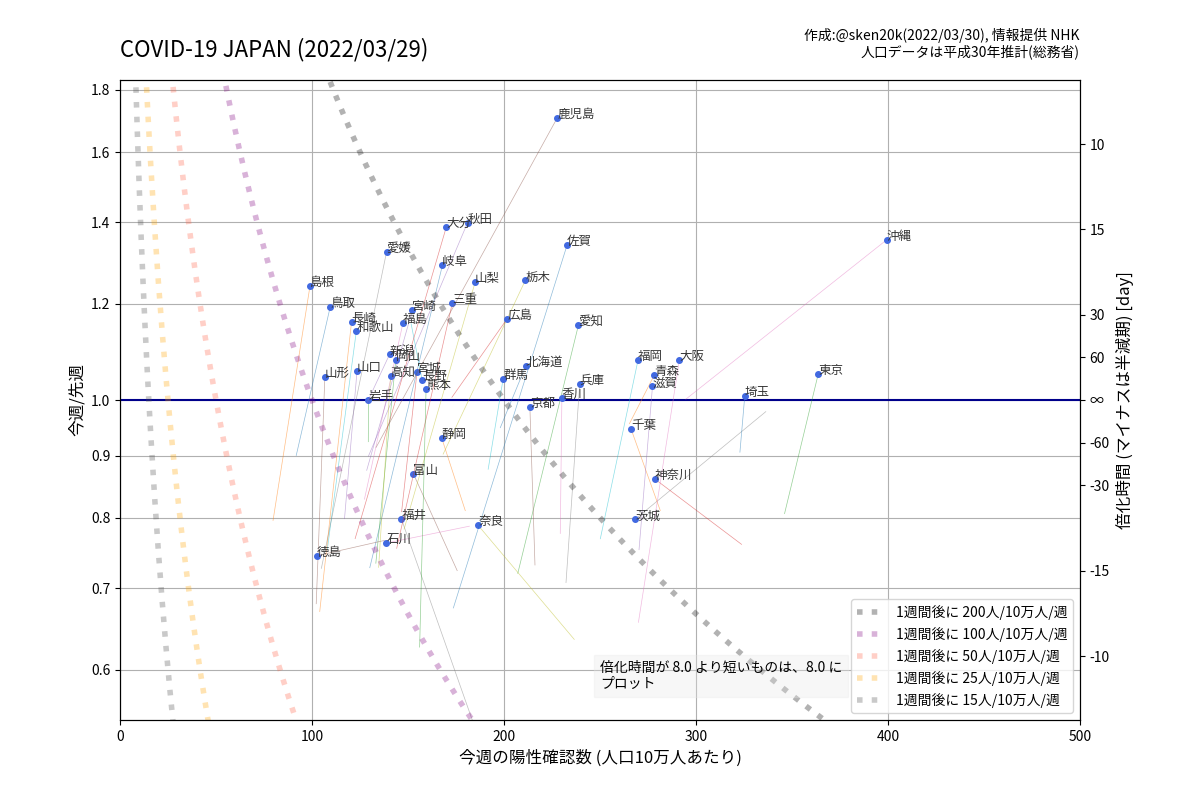 COVID-19 JAPAN (2022/03/29)
作成:@sken20k(2022/03/30), 情報提供 NHK
人口データは平成30年推計(総務省)
1.8
1.6
1.4
1.2
1.0
0.9
0.8
0.7
0.6
今週/先週
10
15
30
60
∞
-60
-30
-15
-10
倍化時間 (マイナスは半減期) [day]
鹿児島
大分
秋田
沖縄
佐賀
愛媛
岐阜
山梨
栃木
島根
鳥取
三重
宮崎
福島
広島
愛知
長崎
和歌山
新潟
岡山
福岡
大阪
北海道
山口
宮城
山形
高知
長野
群馬
青森
東京
熊本
兵庫
滋賀
岩手
香川
埼玉
京都
静岡
千葉
富山
神奈川
福井
奈良
茨城
石川
徳島
1週間後に 200人/10万人/週
1週間後に 100人/10万人/週
1週間後に 50人/10万人/週
1週間後に 25人/10万人/週
1週間後に 15人/10万人/週
倍化時間が 8.0 より短いものは、8.0 に
プロット
0
100
200
300
400
500
今週の陽性確認数 (人口10万人あたり)